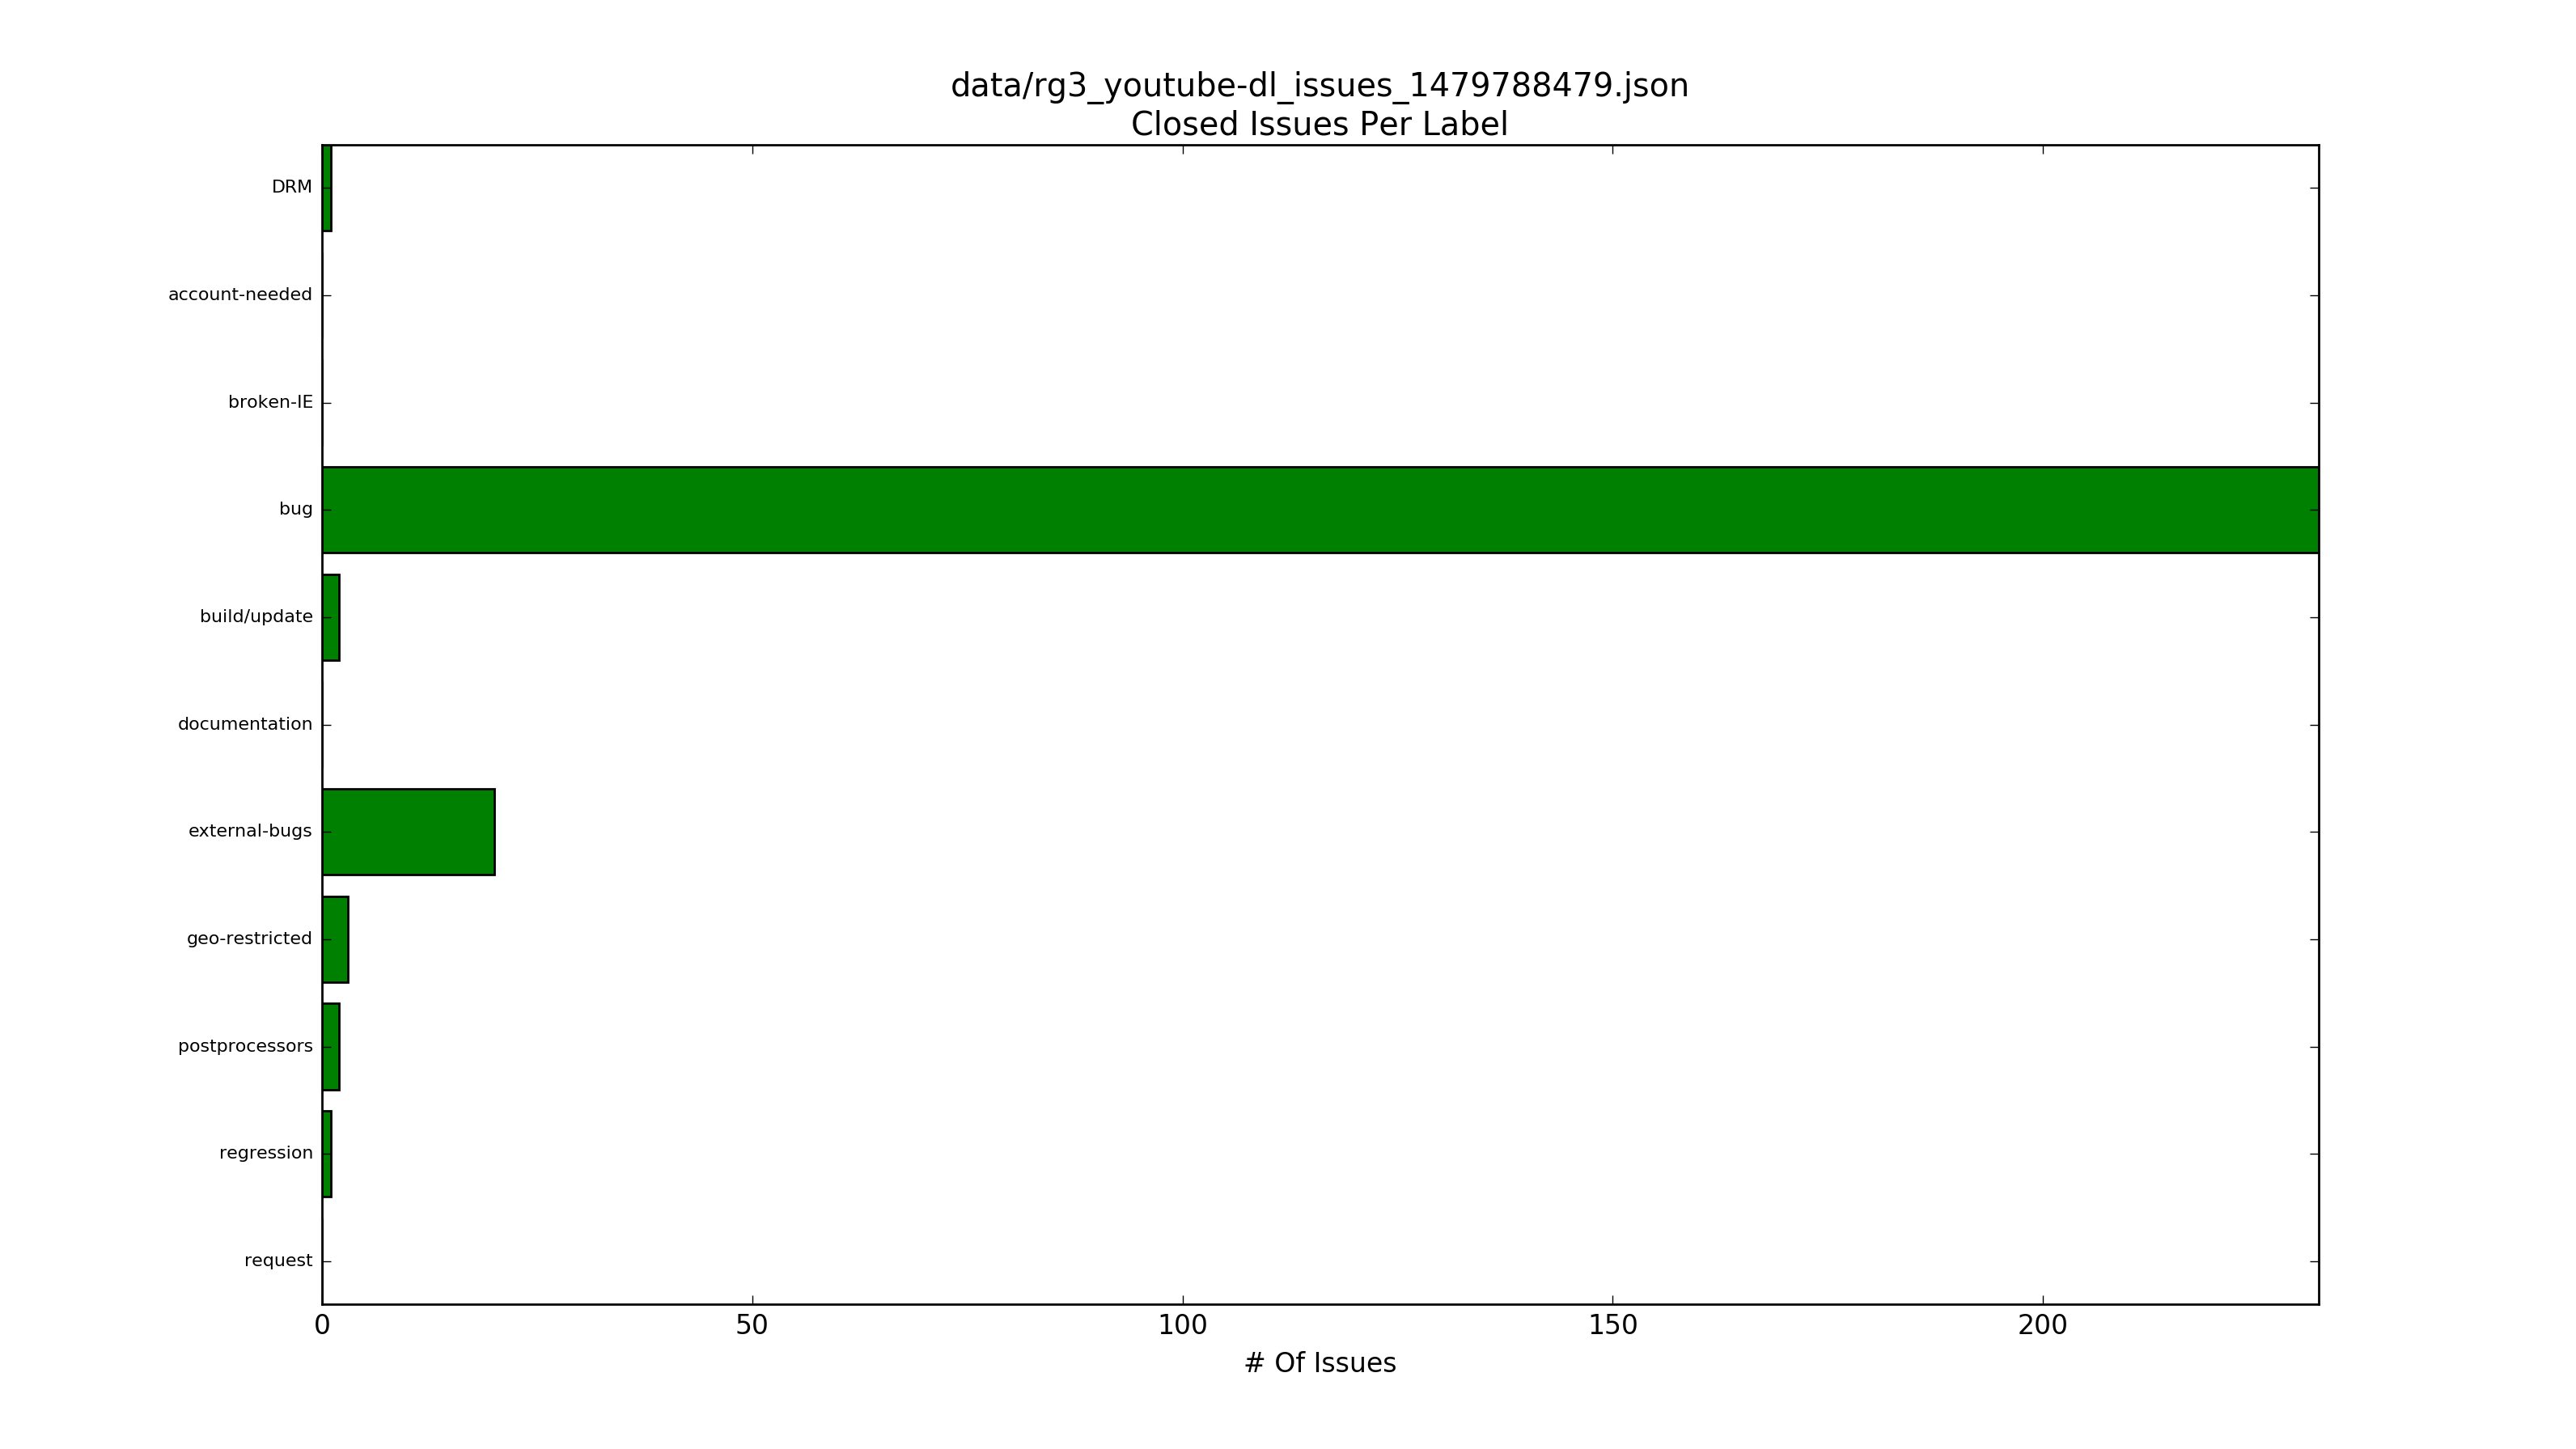 data/rg3_youtube-dl_issues_1479788479.json
Closed Issues Per Label
DRM
account-needed
broken-IE
bug
build/update
documentation
external-bugs
geo-restricted
postprocessors
regression
request
0 50 100 150 200
# Of Issues